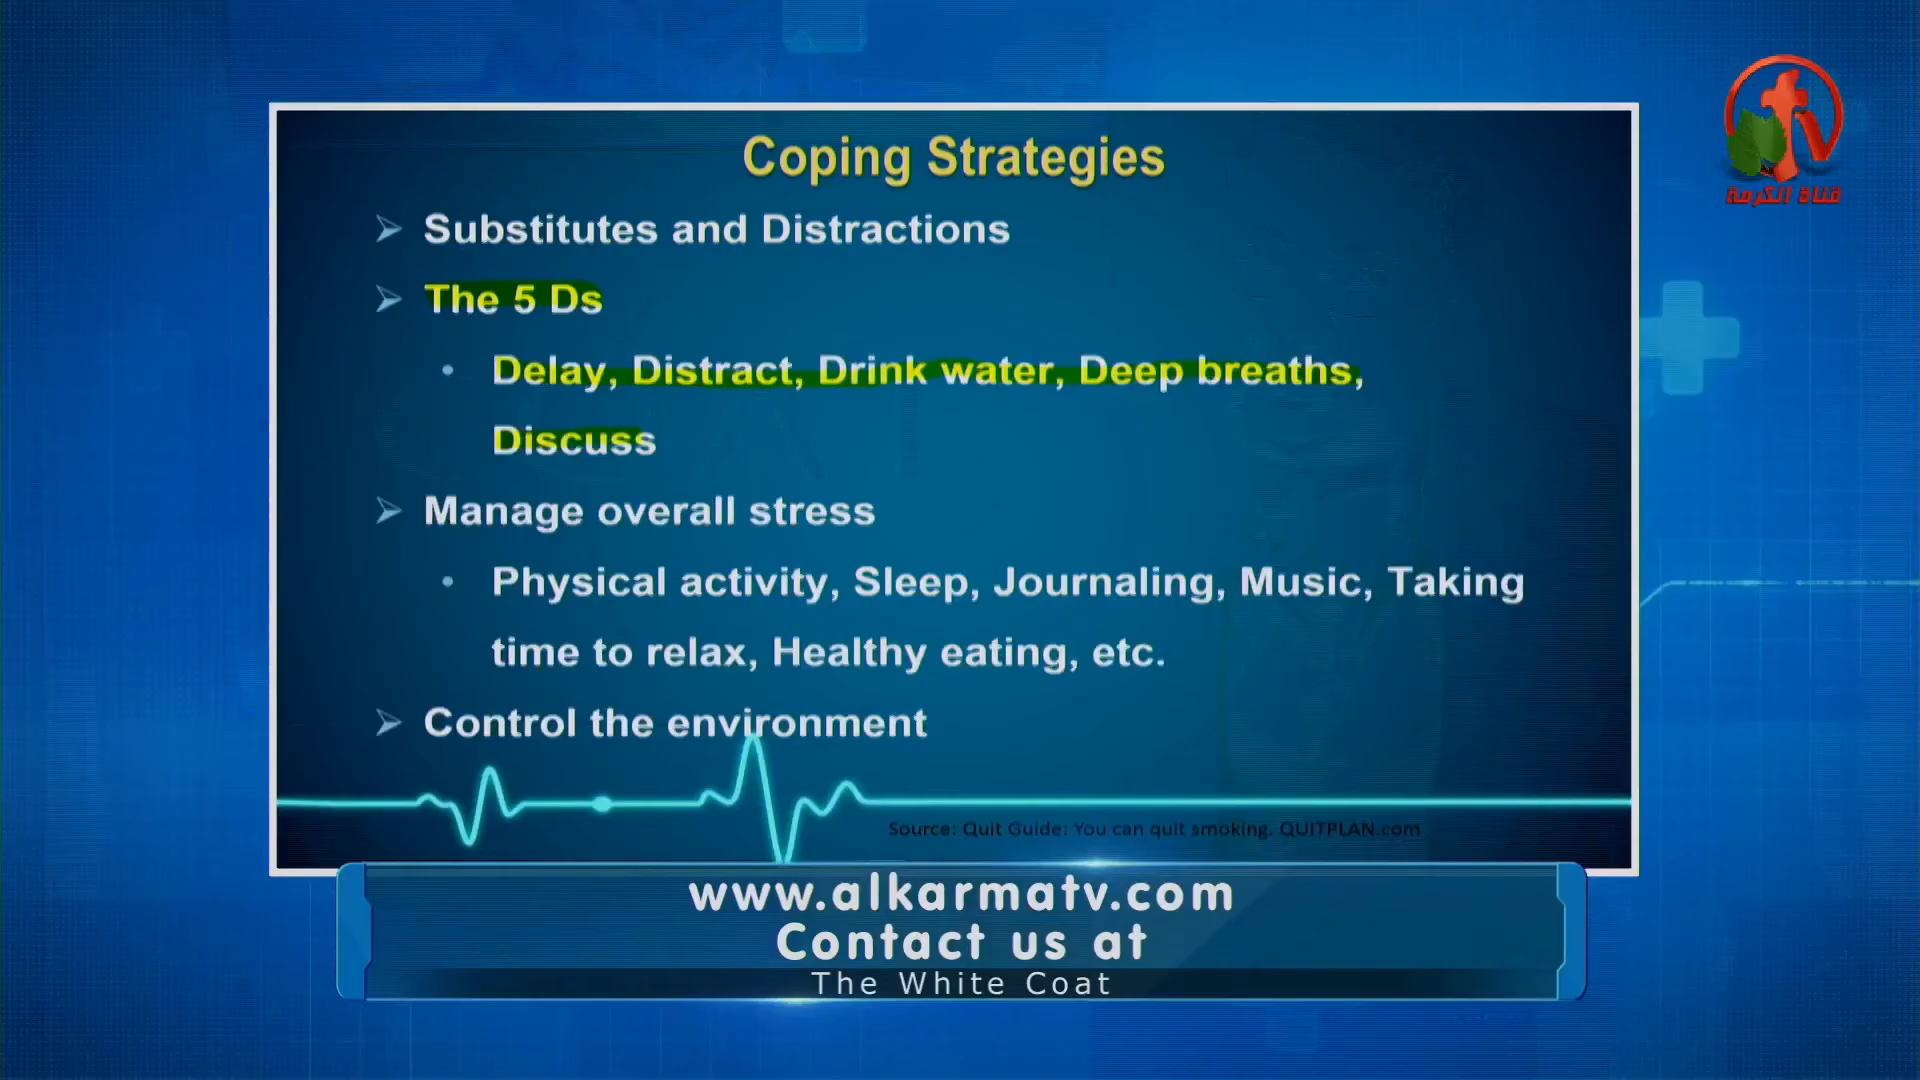 Coping Strategies
Substitutes and Distractions
The 5 Ds
Delay, Distract, Drink water, Deep breaths,
Discuss
Manage overall stress
Physical activity, Sleep, Journaling, Music, Taking
time to relax, Healthy eating, etc.
Control the environment
Source: Quit Guide: You can quit smoking. QUITPLAN.com
www.alkarmatv.com
Contact us at
The White Coat
tv
قناة الكرمة